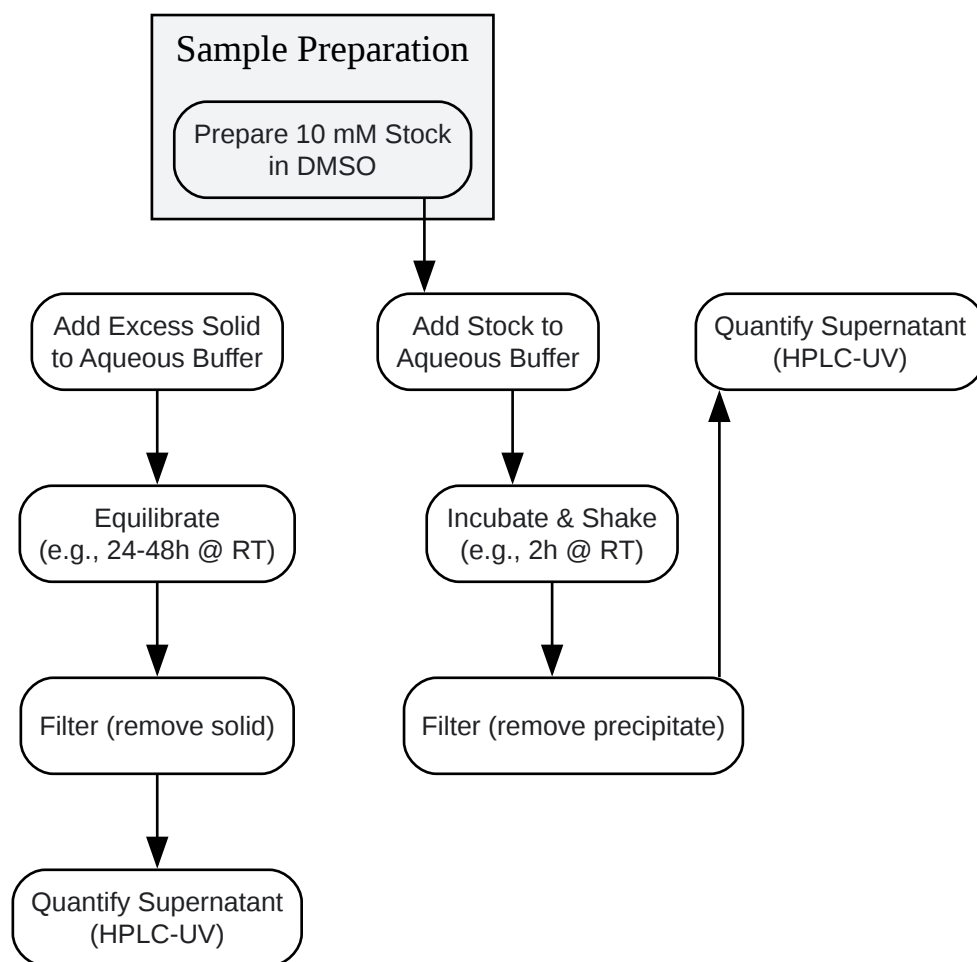 Sample Preparation
Prepare 10 mM Stock
in DMSO
Add Excess Solid
to Aqueous Buffer
Add Stock to
Aqueous Buffer
Quantify Supernatant
(HPLC-UV)
Equilibrate
(e.g., 24-48h @ RT)
Incubate & Shake
(e.g., 2h @ RT)
Filter (remove solid)
Filter (remove precipitate)
Quantify Supernatant
(HPLC-UV)